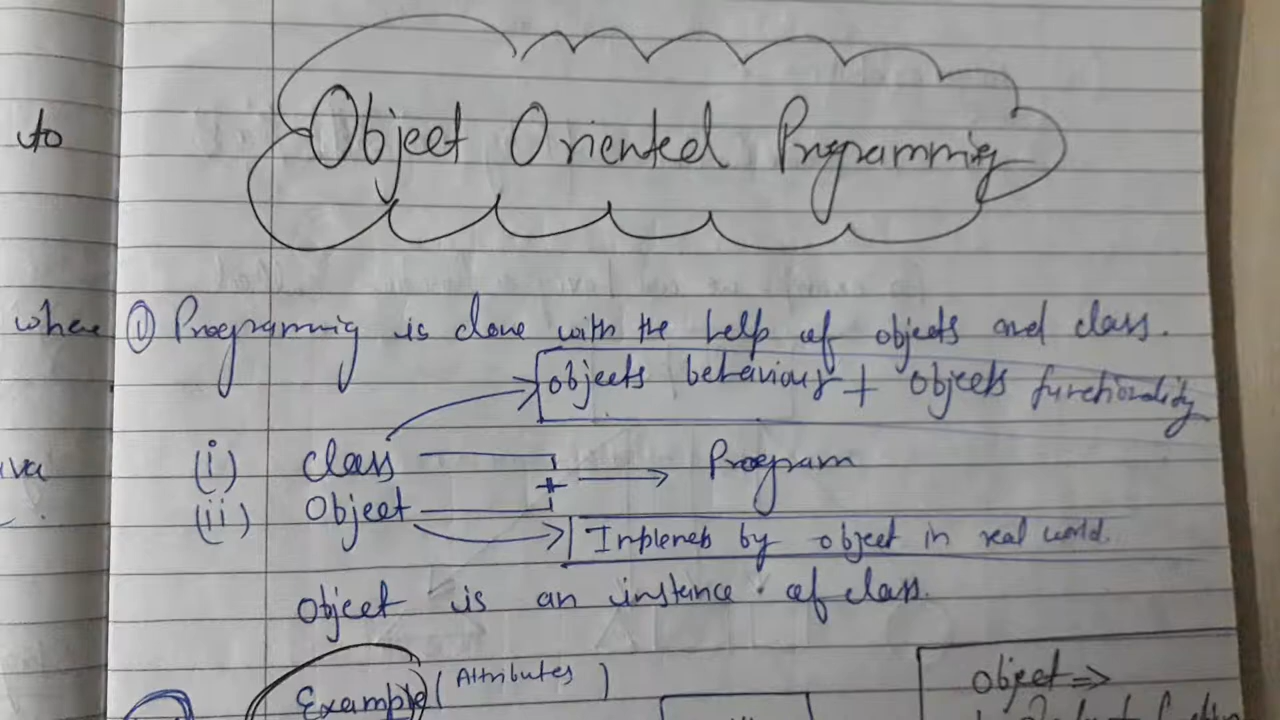 to
Object Oriented Programming
where ① Programming is done with the help of objects and class.
objects behaviour + objects functionality
iva (i) class + → Program
(ii) Object
Implemets by object in real world.
Object is an instance of class.
Example (Attributes)
object ⇒